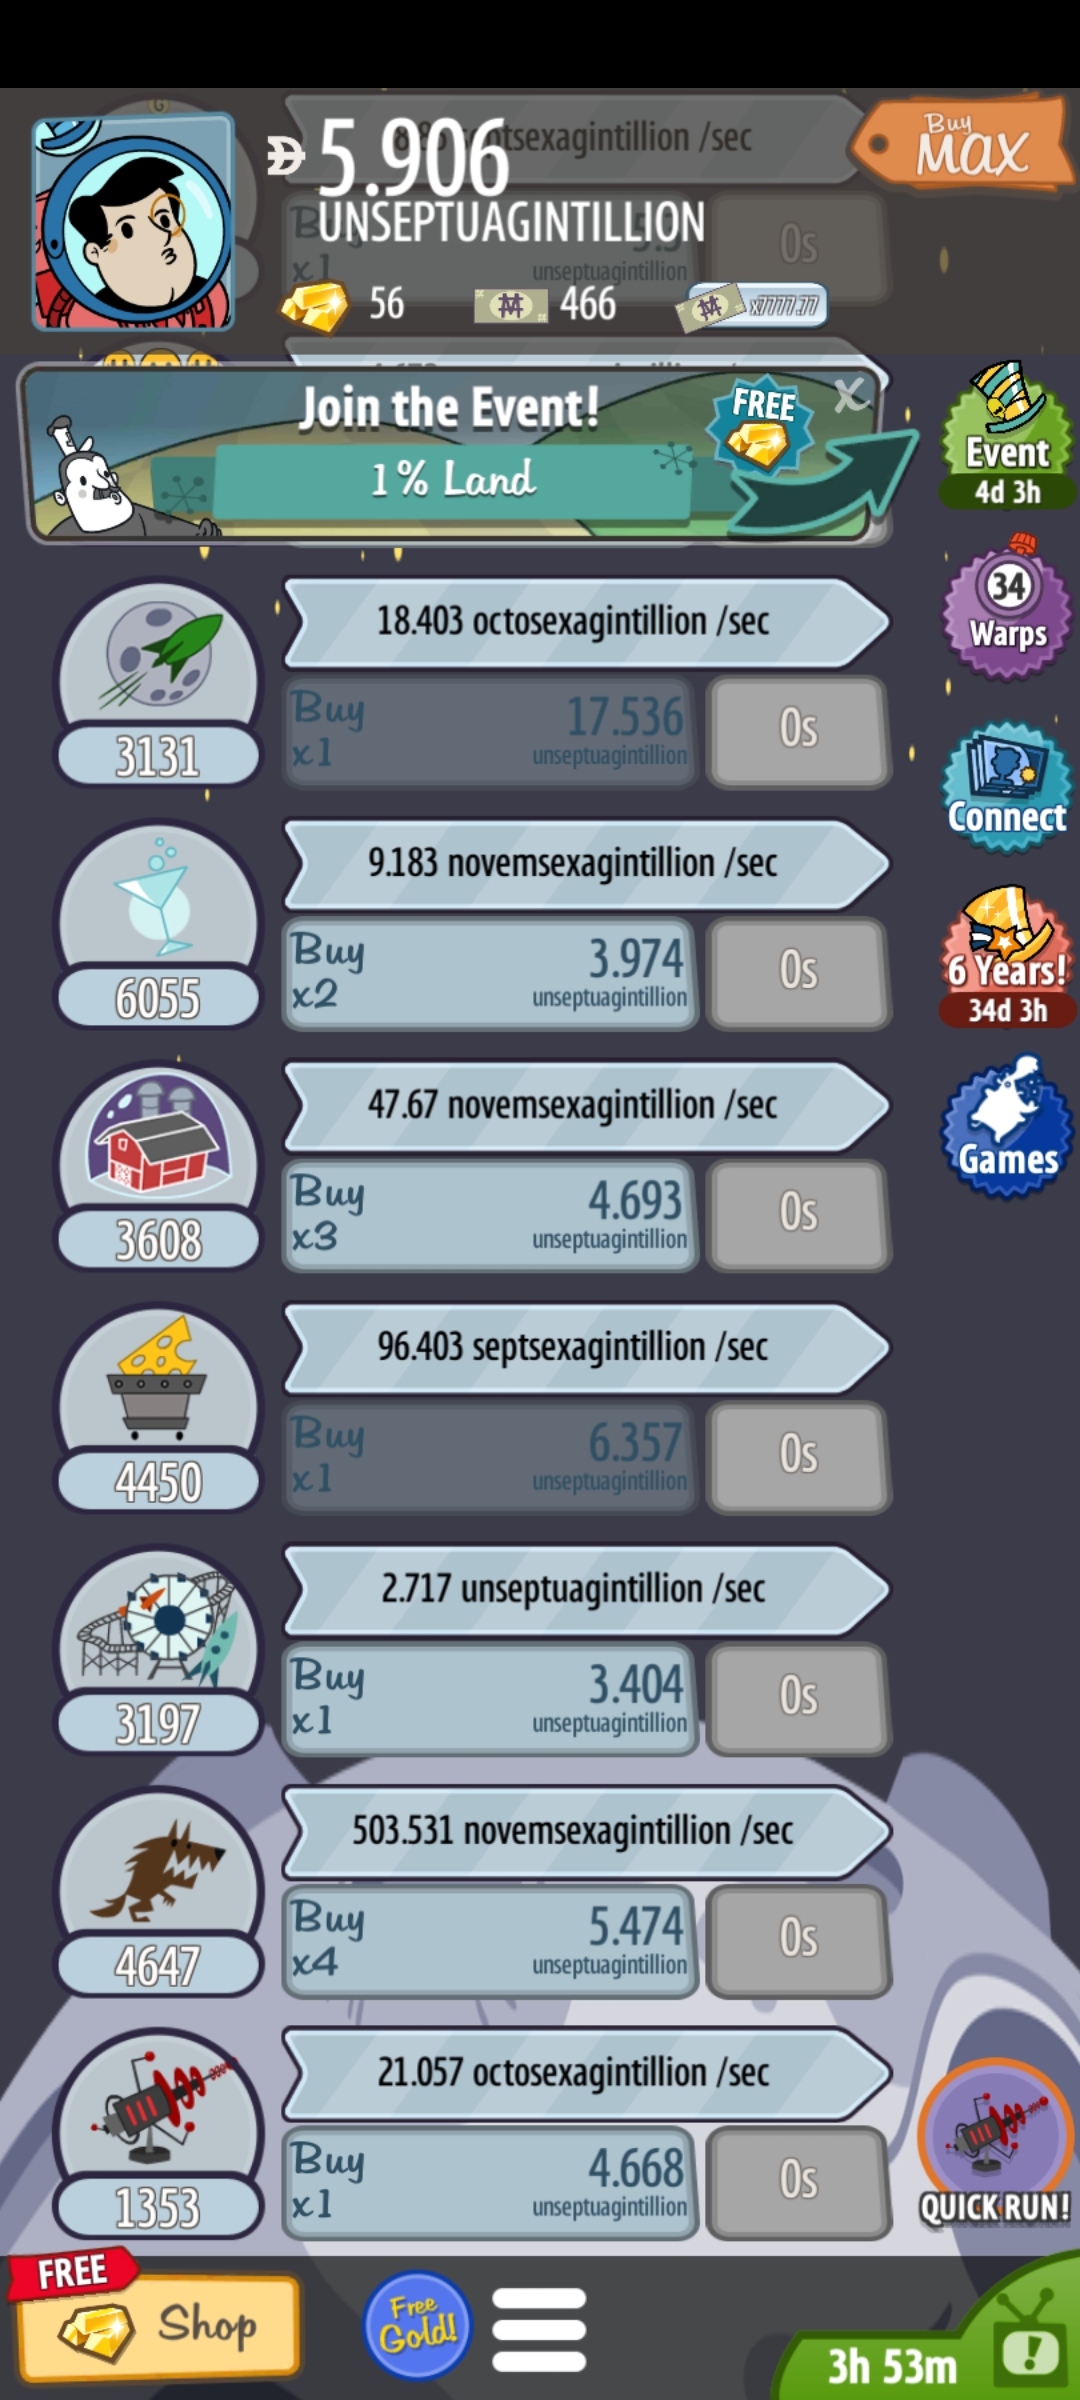 5.906
UNSEPTUAGINTILLION
56
466
x7777.77
Buy
MAX
/sec
Buy
x1
unseptuagintillion
0s
Join the Event!
1% Land
FREE
X
Event
4d 3h
34
Warps
Connect
6 Years!
34d 3h
Games
18.403 octosexagintillion /sec
3131
Buy
x1
17.536
unseptuagintillion
0s
9.183 novemsexagintillion /sec
6055
Buy
x2
3.974
unseptuagintillion
0s
47.67 novemsexagintillion /sec
3608
Buy
x3
4.693
unseptuagintillion
0s
96.403 septsexagintillion /sec
4450
Buy
x1
6.357
unseptuagintillion
0s
2.717 unseptuagintillion /sec
3197
Buy
x1
3.404
unseptuagintillion
0s
503.531 novemsexagintillion /sec
4647
Buy
x4
5.474
unseptuagintillion
0s
21.057 octosexagintillion /sec
1353
Buy
x1
4.668
unseptuagintillion
0s
QUICK RUN!
FREE
Shop
Free
Gold!
3h 53m